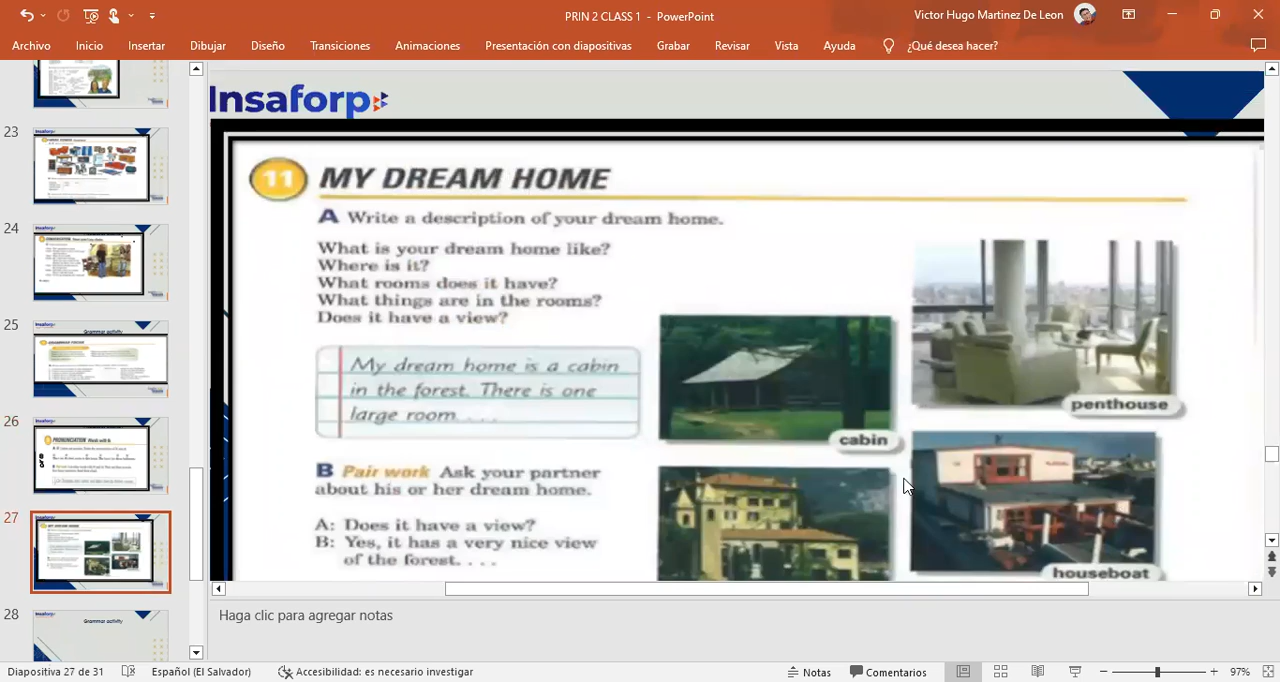 PRIN 2 CLASS 1 - PowerPoint
Victor Hugo Martinez De Leon
Archivo Inicio Insertar Dibujar Diseño Transiciones Animaciones Presentación con diapositivas Grabar Revisar Vista Ayuda ¿Qué desea hacer?
Insaforp
11 MY DREAM HOME
A Write a description of your dream home.
What is your dream home like?
Where is it?
What rooms does it have?
What things are in the rooms?
Does it have a view?
My dream home is a cabin
in the forest. There is one
large room. . . .
penthouse
cabin
B Pair work Ask your partner
about his or her dream home.
A: Does it have a view?
B: Yes, it has a very nice view
of the forest. . . .
houseboat
23
24
25
Grammar activity
26
27
28
Grammar activity
Haga clic para agregar notas
Diapositiva 27 de 31 Español (El Salvador) Accesibilidad: es necesario investigar Notas Comentarios 97%